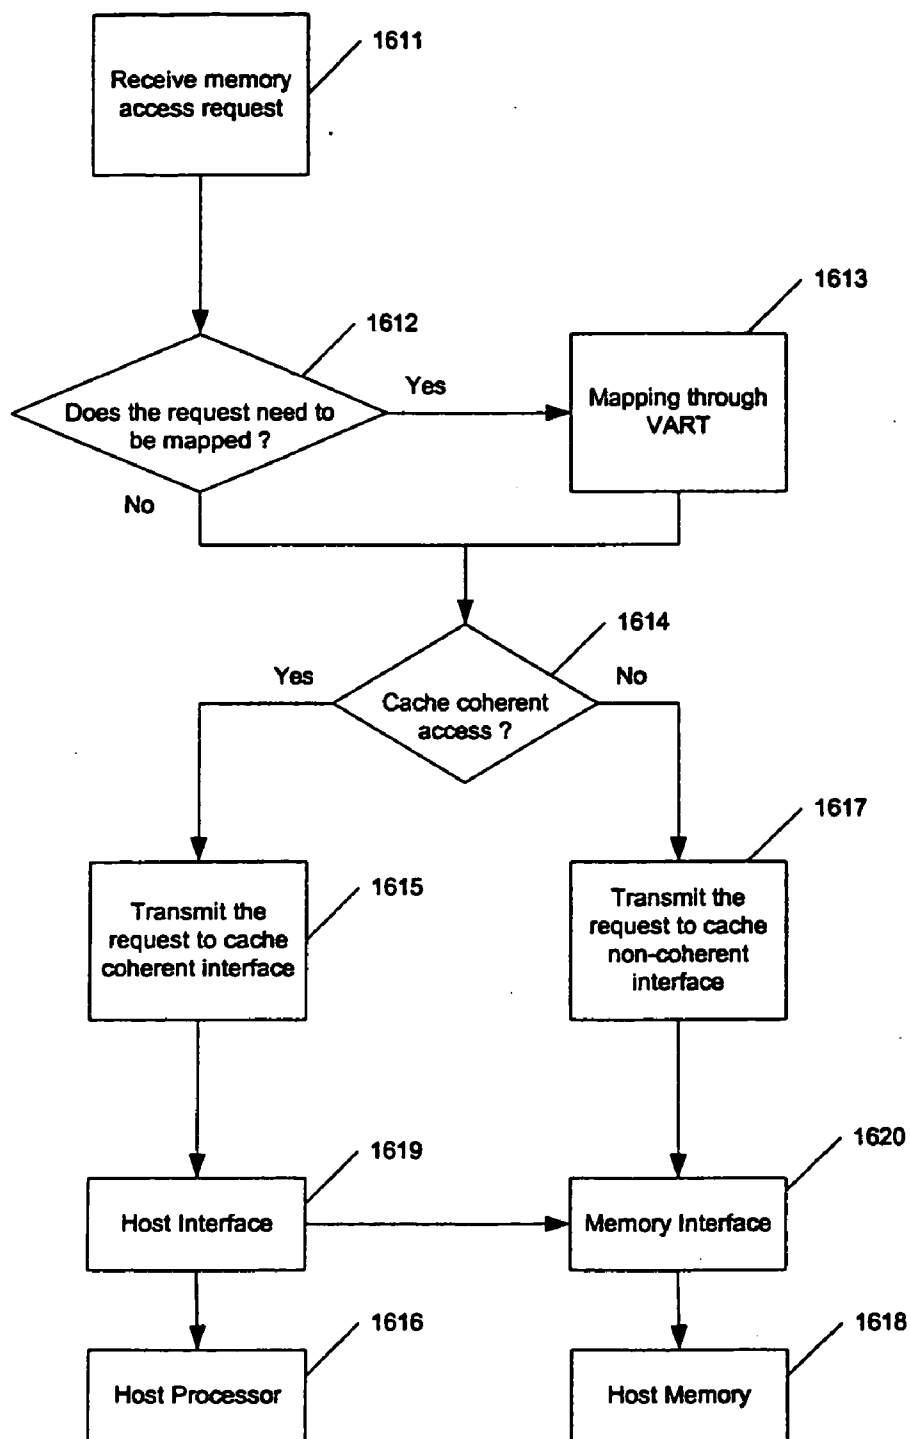 1611
Receive memory
access request
1613
1612
Yes
Mapping through
VART
Does the request need to
be mapped ?
No
1614
Yes
No
Cache coherent
access ?
1617
1615
Transmit the
request to cache
coherent interface
Transmit the
request to cache
non-coherent
interface
1619
1620
Host Interface
Memory Interface
1616
1618
Host Processor
Host Memory